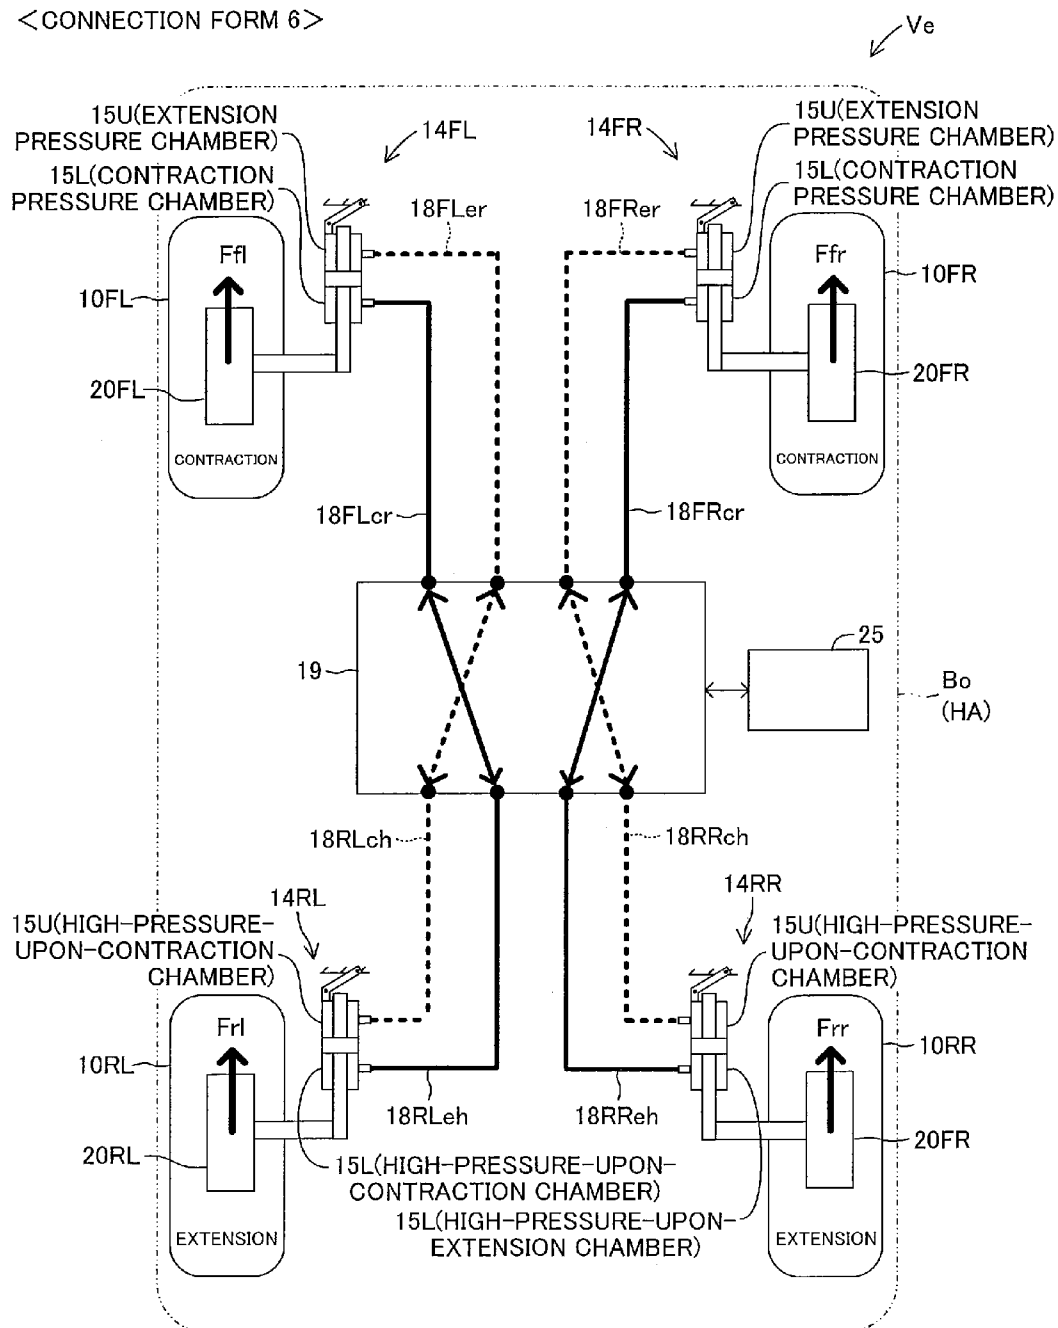 <CONNECTION FORM 6>
Ve
15U(EXTENSION
PRESSURE CHAMBER)
15L(CONTRACTION
PRESSURE CHAMBER)
14FL
14FR
15U(EXTENSION
PRESSURE CHAMBER)
15L(CONTRACTION
PRESSURE CHAMBER)
18FLer
18FRer
Ffl
Ffr
10FL
10FR
20FL
20FR
CONTRACTION
CONTRACTION
18FLcr
18FRcr
19
25
Bo
(HA)
18RLch
18RRch
14RL
14RR
15U(HIGH-PRESSURE-
UPON-CONTRACTION
CHAMBER)
15U(HIGH-PRESSURE-
UPON-CONTRACTION
CHAMBER)
Frl
Frr
10RL
10RR
18RLeh
18RReh
20RL
20FR
15L(HIGH-PRESSURE-UPON-
CONTRACTION CHAMBER)
15L(HIGH-PRESSURE-UPON-
EXTENSION CHAMBER)
EXTENSION
EXTENSION